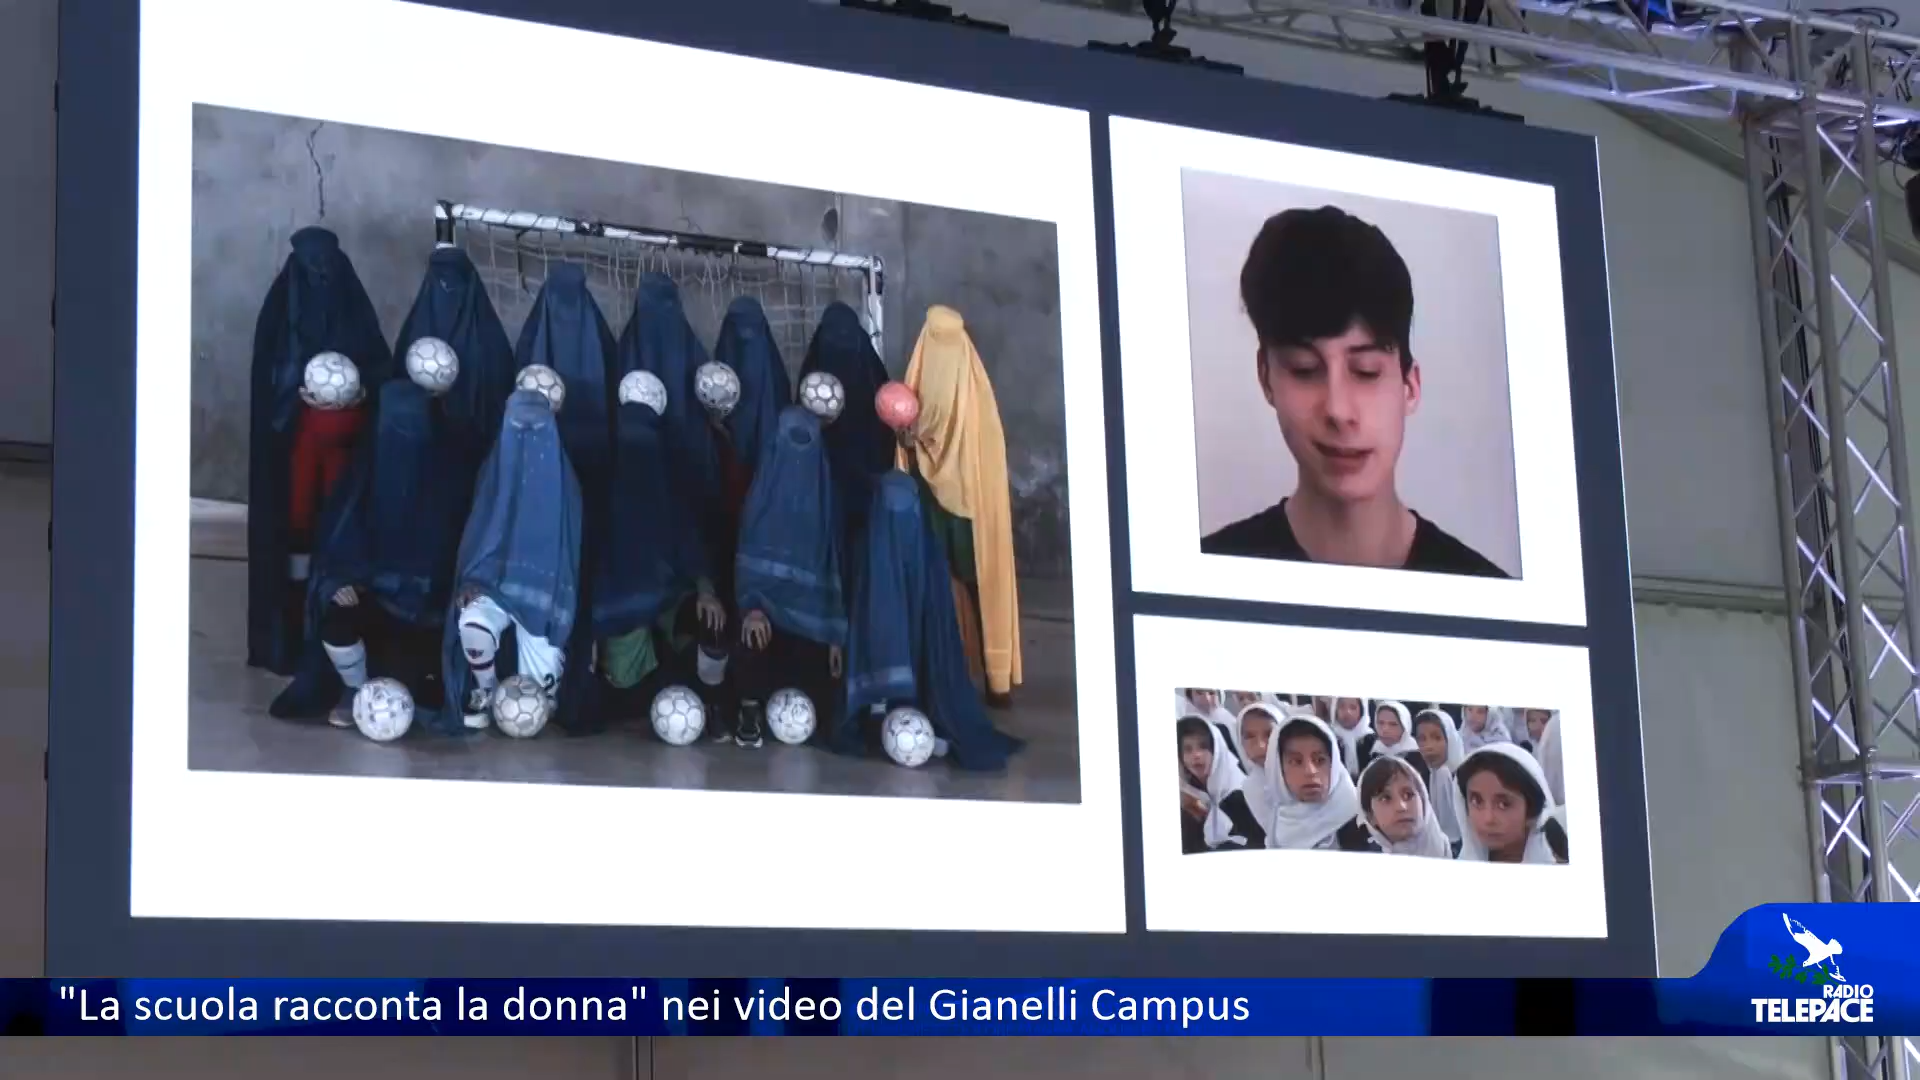 "La scuola racconta la donna" nei video del Gianelli Campus
RADIO
TELEPACE